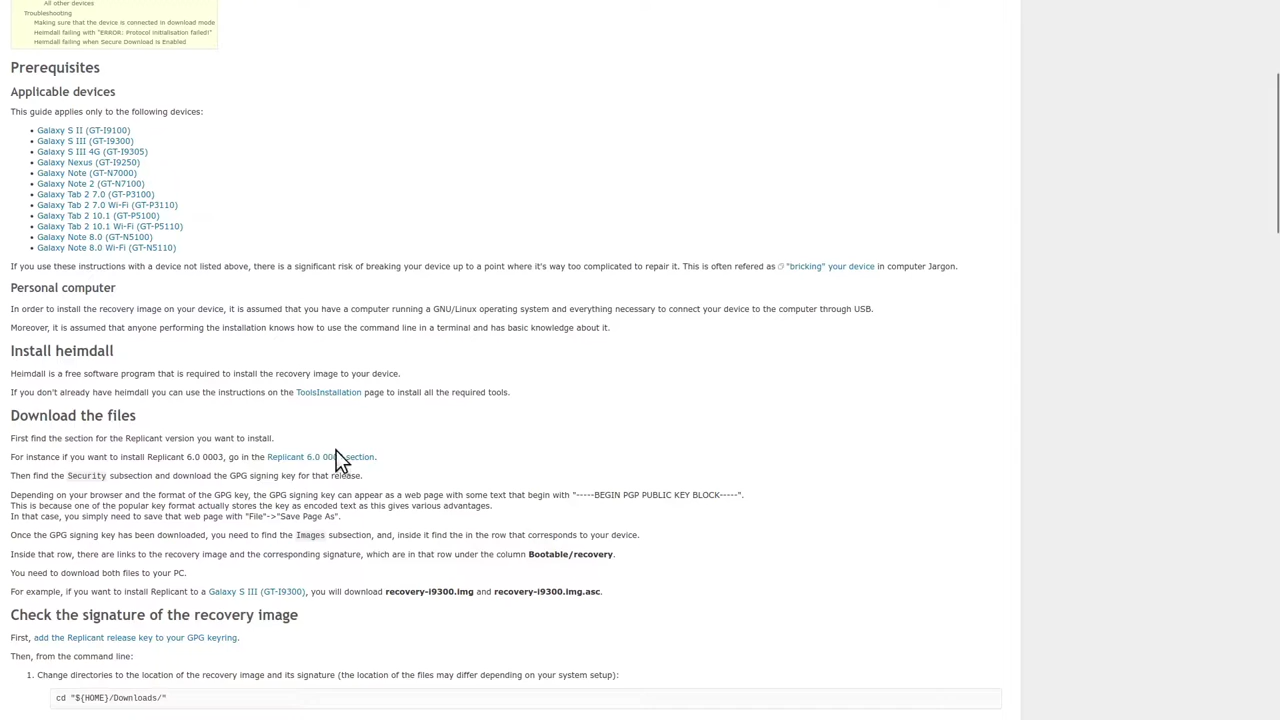 All other devices
Troubleshooting
Making sure that the device is connected in download mode
Heimdall failing with "ERROR: Protocol initialisation failed!"
Heimdall failing when Secure Download is Enabled
Prerequisites
Applicable devices
This guide applies only to the following devices:
Galaxy S II (GT-I9100)
Galaxy S III (GT-I9300)
Galaxy S III 4G (GT-I9305)
Galaxy Nexus (GT-I9250)
Galaxy Note (GT-N7000)
Galaxy Note 2 (GT-N7100)
Galaxy Tab 2 7.0 (GT-P3100)
Galaxy Tab 2 7.0 Wi-Fi (GT-P3110)
Galaxy Tab 2 10.1 (GT-P5100)
Galaxy Tab 2 10.1 Wi-Fi (GT-P5110)
Galaxy Note 8.0 (GT-N5100)
Galaxy Note 8.0 Wi-Fi (GT-N5110)
If you use these instructions with a device not listed above, there is a significant risk of breaking your device up to a point where it's way too complicated to repair it. This is often refered as "bricking" your device in computer Jargon.
Personal computer
In order to install the recovery image on your device, it is assumed that you have a computer running a GNU/Linux operating system and everything necessary to connect your device to the computer through USB.
Moreover, it is assumed that anyone performing the installation knows how to use the command line in a terminal and has basic knowledge about it.
Install heimdall
Heimdall is a free software program that is required to install the recovery image to your device.
If you don't already have heimdall you can use the instructions on the ToolsInstallation page to install all the required tools.
Download the files
First find the section for the Replicant version you want to install.
For instance if you want to install Replicant 6.0 0003, go in the Replicant 6.0 section.
Then find the Security subsection and download the GPG signing key for that release.
Depending on your browser and the format of the GPG key, the GPG signing key can appear as a web page with some text that begin with "-----BEGIN PGP PUBLIC KEY BLOCK-----".
This is because one of the popular key format actually stores the key as encoded text as this gives various advantages.
In that case, you simply need to save that web page with "File"->"Save Page As".
Once the GPG signing key has been downloaded, you need to find the Images subsection, and, inside it find the in the row that corresponds to your device.
Inside that row, there are links to the recovery image and the corresponding signature, which are in that row under the column Bootable/recovery.
You need to download both files to your PC.
For example, if you want to install Replicant to a Galaxy S III (GT-I9300), you will download recovery-i9300.img and recovery-i9300.img.asc.
Check the signature of the recovery image
First, add the Replicant release key to your GPG keyring.
Then, from the command line:
1. Change directories to the location of the recovery image and its signature (the location of the files may differ depending on your system setup):
cd "${HOME}/Downloads/"